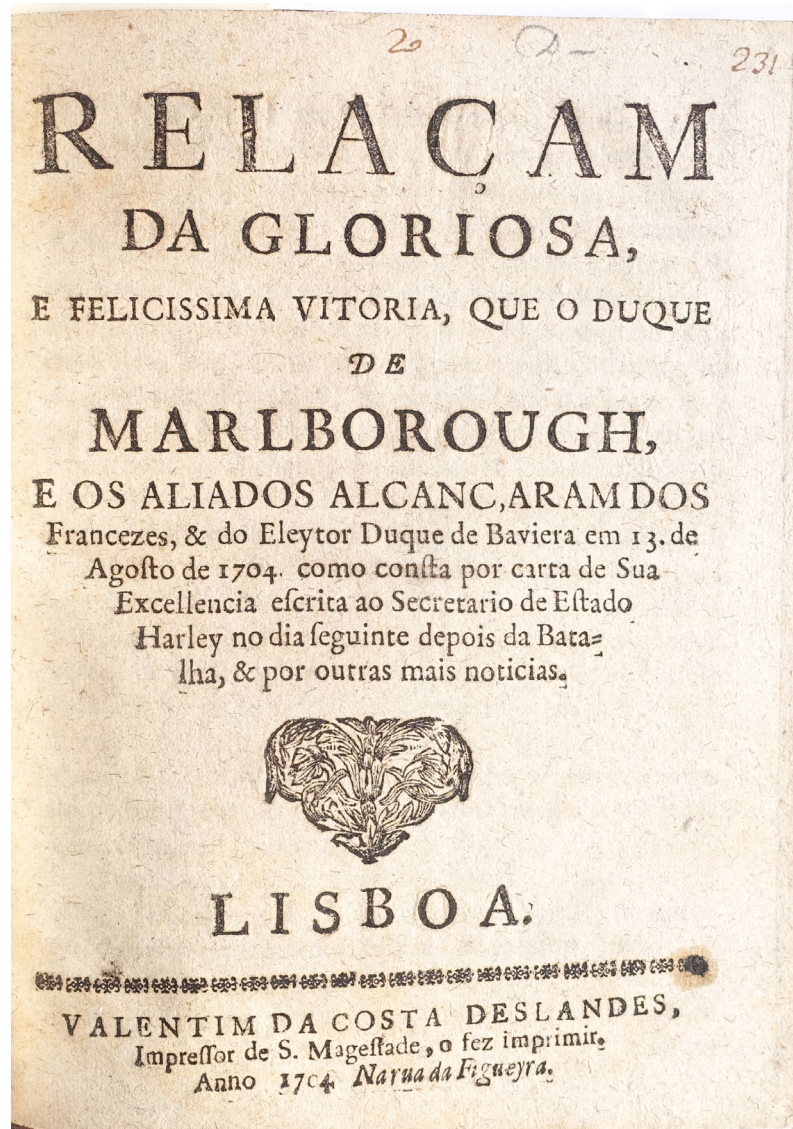 20 D- 231
RELAÇAM
DA GLORIOSA,
E FELICISSIMA VITORIA, QUE O DUQUE
DE
MARLBOROUGH,
E OS ALIADOS ALCANC,ARAM DOS
Francezes, & do Eleytor Duque de Baviera em 13. de
Agoſto de 1704. como conſta por carta de Sua
Excellencia eſcrita ao Secretario de Eſtado
Harley no dia ſeguinte depois da Bata=
lha, & por outras mais noticias.
LISBOA.
VALENTIM DA COSTA DESLANDES,
Impreſſor de S. Mageſtade, o fez imprimir.
Anno 1704 Na rua da Figueyra.